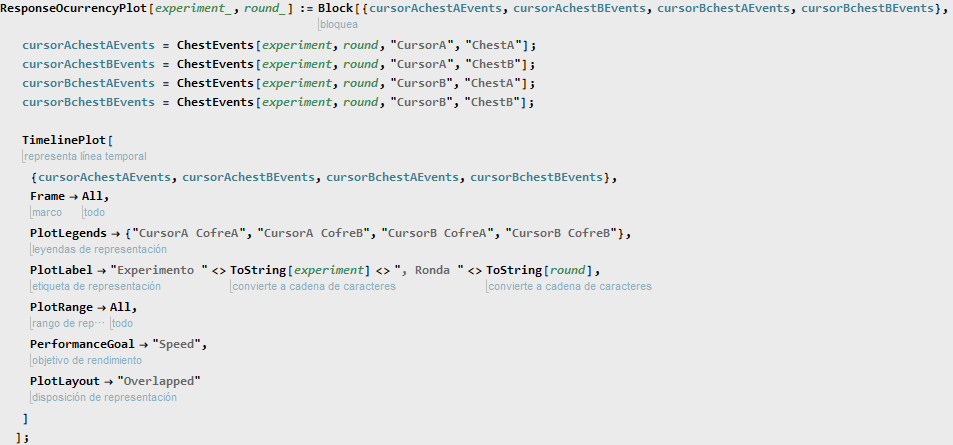 ResponseOcurrencyPlot[experiment_, round_] := Block[{cursorAchestAEvents, cursorAchestBEvents, cursorBchestAEvents, cursorBchestBEvents},
bloquea
cursorAchestAEvents = ChestEvents[experiment, round, "CursorA", "ChestA"];
cursorAchestBEvents = ChestEvents[experiment, round, "CursorA", "ChestB"];
cursorBchestAEvents = ChestEvents[experiment, round, "CursorB", "ChestA"];
cursorBchestBEvents = ChestEvents[experiment, round, "CursorB", "ChestB"];
TimelinePlot[
representa línea temporal
{cursorAchestAEvents, cursorAchestBEvents, cursorBchestAEvents, cursorBchestBEvents},
Frame → All,
marco todo
PlotLegends → {"CursorA CofreA", "CursorA CofreB", "CursorB CofreA", "CursorB CofreB"},
leyendas de representación
PlotLabel → "Experimento " <> ToString[experiment] <> ", Ronda " <> ToString[round],
etiqueta de representación convierte a cadena de caracteres convierte a cadena de caracteres
PlotRange → All,
rango de rep⋯ todo
PerformanceGoal → "Speed",
objetivo de rendimiento
PlotLayout → "Overlapped"
disposición de representación
]
];